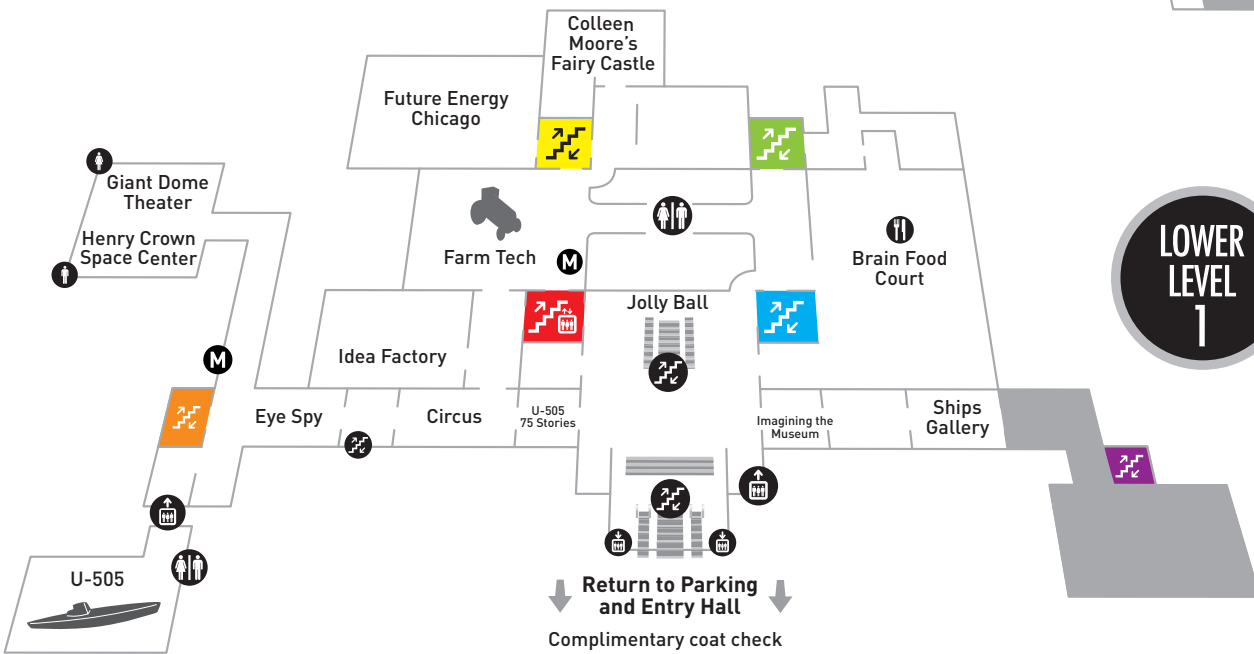 Colleen
Moore's
Fairy Castle
Future Energy
Chicago
Giant Dome
Theater
Henry Crown
Space Center
Farm Tech
M
Brain Food
Court
LOWER
LEVEL
1
Jolly Ball
Idea Factory
M
Eye Spy
Circus
U-505
75 Stories
Imagining the
Museum
Ships
Gallery
U-505
Return to Parking
and Entry Hall
Complimentary coat check